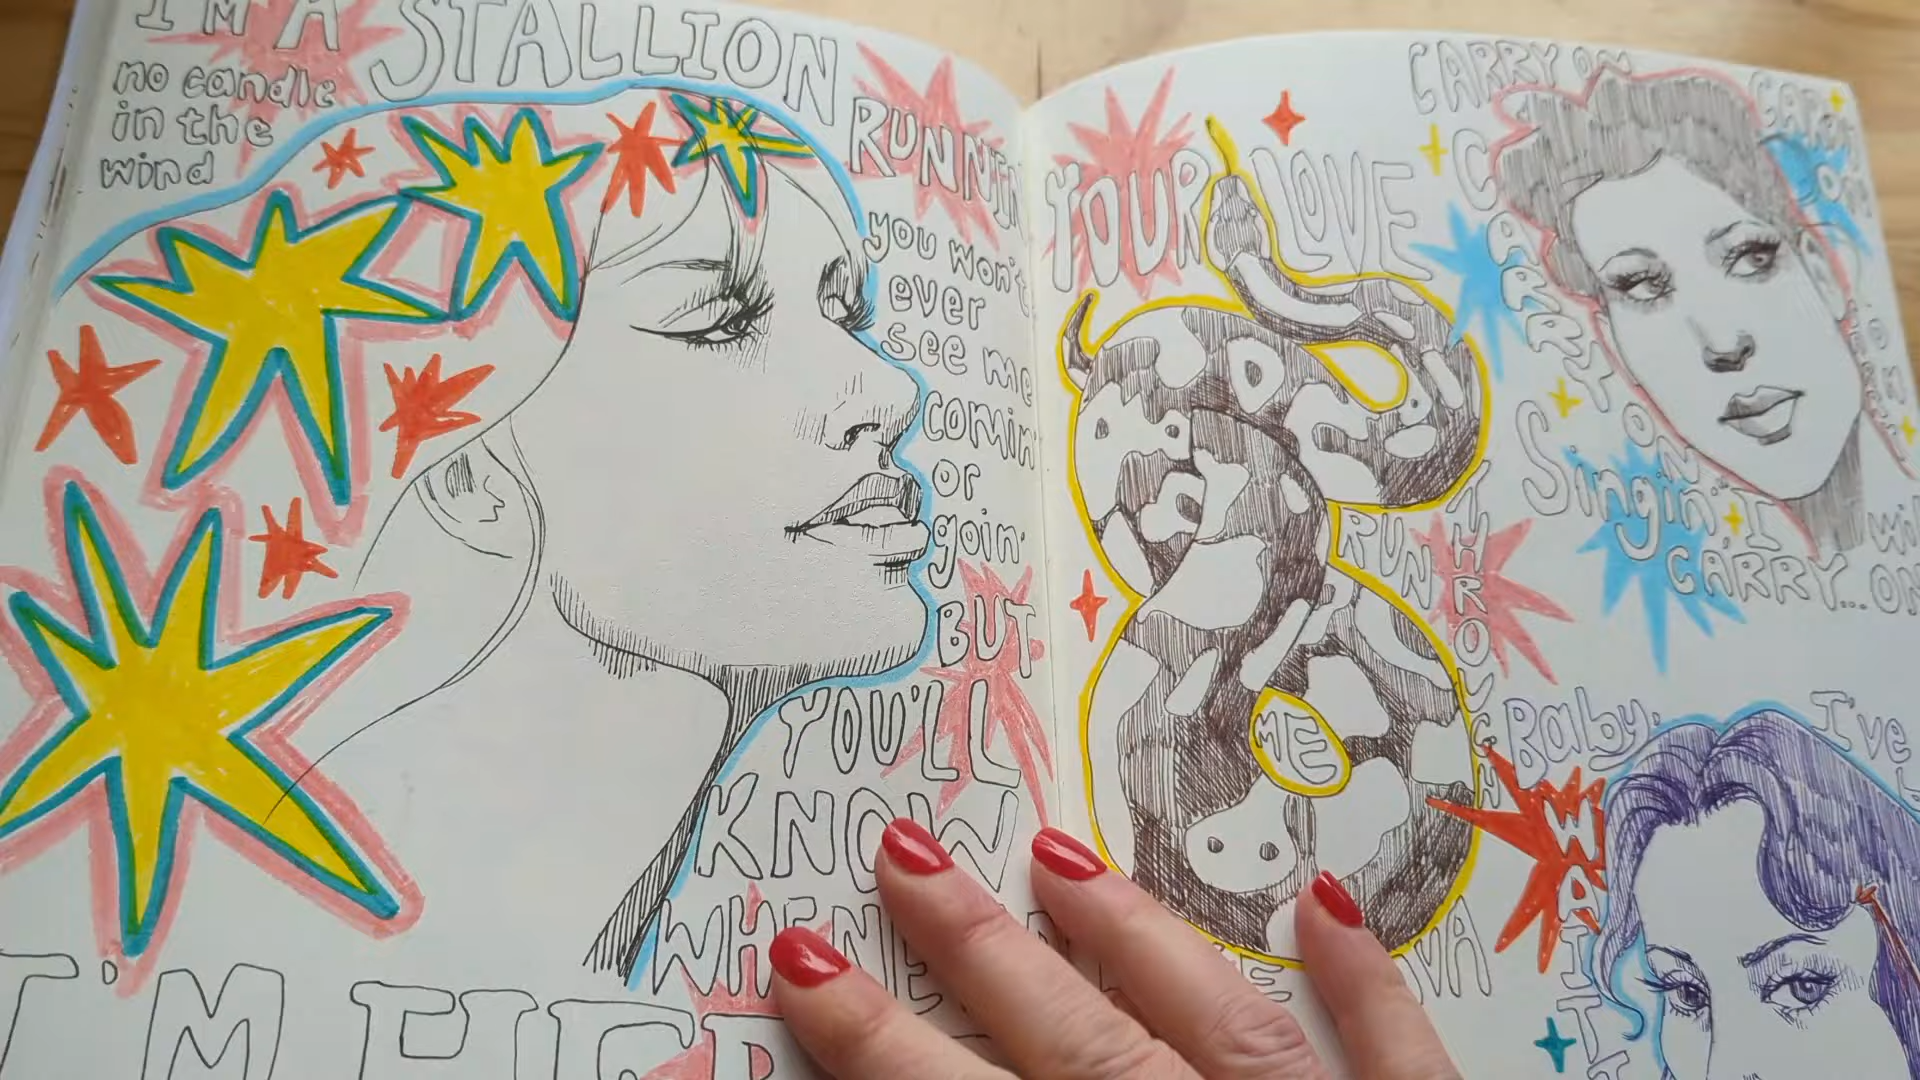 I'M A STALLION
no candle
in the
wind
RUNNIN
you won't
ever
see me
comin'
or
goin'
BUT
YOU'LL
KNOW
WHEN
I'M HER
YOUR LOVE
RUN
THROUGH
ME
CARRY ON
CARRY ON
CARRY ON
Singin' I
CARRY... ON
Baby.
I've
WAIT